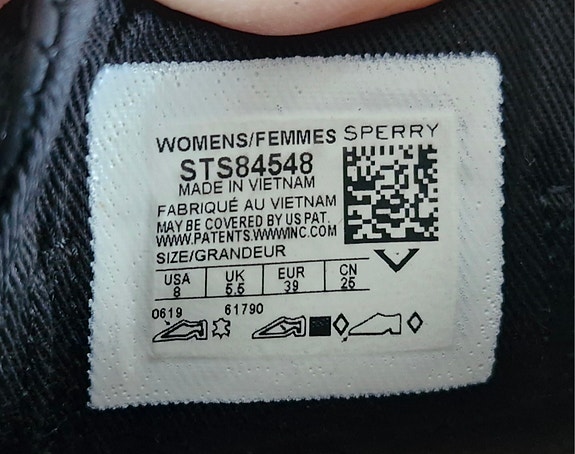 WOMENS/FEMMES SPERRY
STS84548
MADE IN VIETNAM
FABRIQUÉ AU VIETNAM
MAY BE COVERED BY US PAT.
WWW.PATENTS.WWWINC.COM
SIZE/GRANDEUR
USA UK EUR CN
8 5.5 39 25
0619 61790